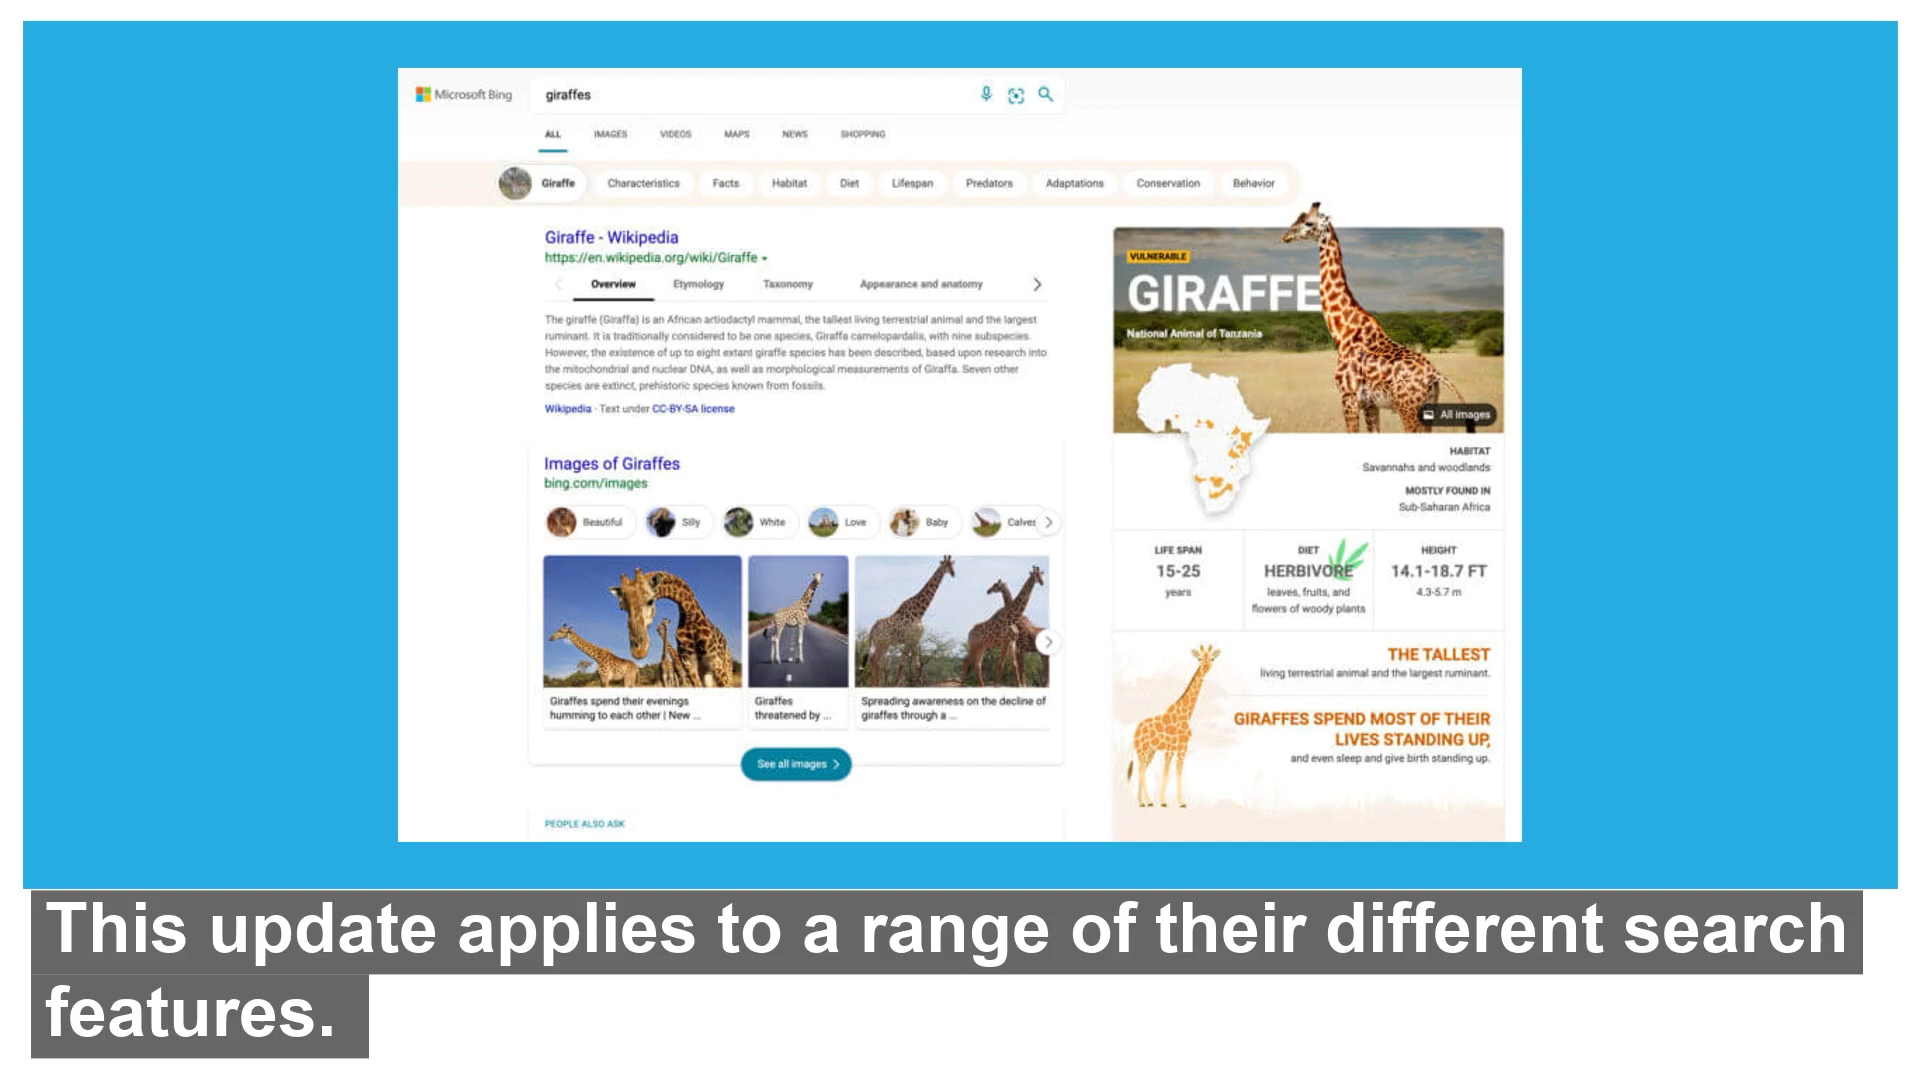 Microsoft Bing
giraffes
ALL IMAGES VIDEOS MAPS NEWS SHOPPING
Giraffe Characteristics Facts Habitat Diet Lifespan Predators Adaptations Conservation Behavior
Giraffe - Wikipedia
https://en.wikipedia.org/wiki/Giraffe
Overview Etymology Taxonomy Appearance and anatomy
The giraffe (Giraffa) is an African artiodactyl mammal, the tallest living terrestrial animal and the largest
ruminant. It is traditionally considered to be one species, Giraffa camelopardalis, with nine subspecies.
However, the existence of up to eight extant giraffe species has been described, based upon research into
the mitochondrial and nuclear DNA, as well as morphological measurements of Giraffa. Seven other
species are extinct, prehistoric species known from fossils.
Wikipedia · Text under CC-BY-SA license
Images of Giraffes
bing.com/images
Beautiful Silly White Love Baby Calves
Giraffes spend their evenings
humming to each other | New ...
Giraffes
threatened by ...
Spreading awareness on the decline of
giraffes through a ...
See all images
PEOPLE ALSO ASK
VULNERABLE
GIRAFFE
National Animal of Tanzania
All images
HABITAT
Savannahs and woodlands
MOSTLY FOUND IN
Sub-Saharan Africa
LIFE SPAN
15-25
years
DIET
HERBIVORE
leaves, fruits, and
flowers of woody plants
HEIGHT
14.1-18.7 FT
4.3-5.7 m
THE TALLEST
living terrestrial animal and the largest ruminant.
GIRAFFES SPEND MOST OF THEIR
LIVES STANDING UP,
and even sleep and give birth standing up.
This update applies to a range of their different search
features.